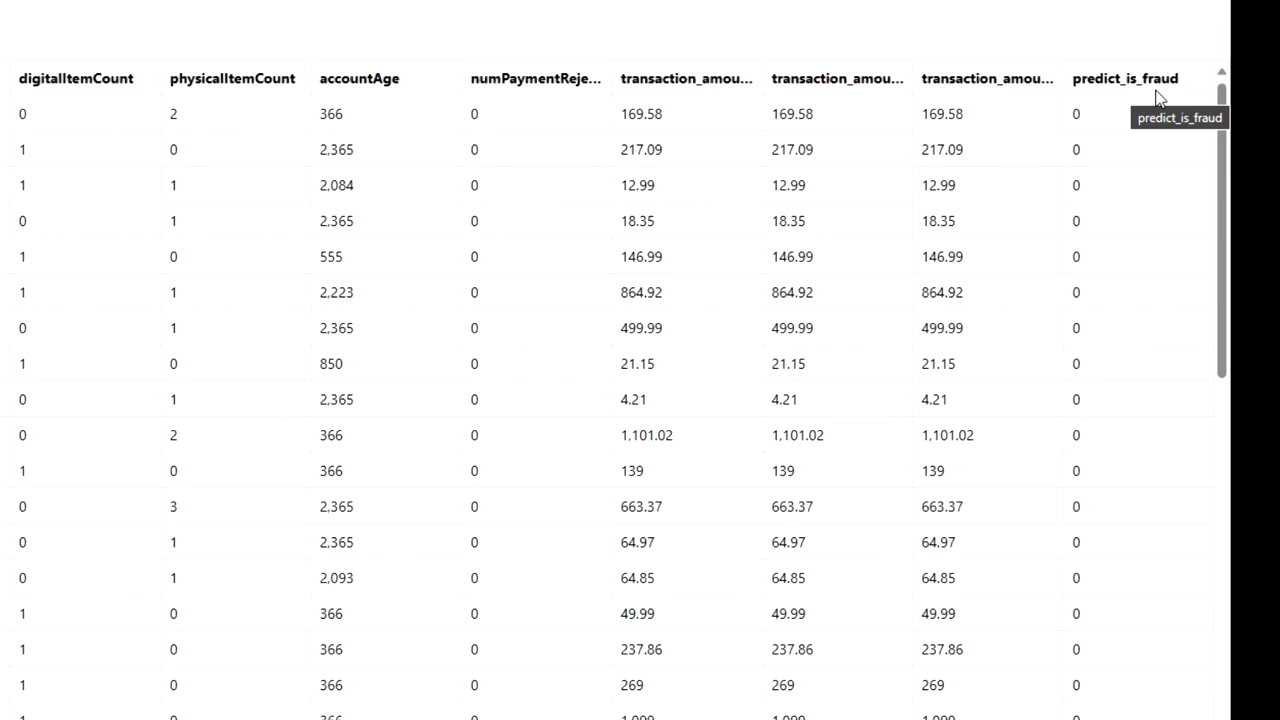 digitalItemCount physicalItemCount accountAge numPaymentReje... transaction_amou... transaction_amou... transaction_amou... predict_is_fraud
0 2 366 0 169.58 169.58 169.58 0
predict_is_fraud
1 0 2,365 0 217.09 217.09 217.09 0
1 1 2,084 0 12.99 12.99 12.99 0
0 1 2,365 0 18.35 18.35 18.35 0
1 0 555 0 146.99 146.99 146.99 0
1 1 2,223 0 864.92 864.92 864.92 0
0 1 2,365 0 499.99 499.99 499.99 0
1 0 850 0 21.15 21.15 21.15 0
0 1 2,365 0 4.21 4.21 4.21 0
0 2 366 0 1,101.02 1,101.02 1,101.02 0
1 0 366 0 139 139 139 0
0 3 2,365 0 663.37 663.37 663.37 0
0 1 2,365 0 64.97 64.97 64.97 0
0 1 2,093 0 64.85 64.85 64.85 0
1 0 366 0 49.99 49.99 49.99 0
1 0 366 0 237.86 237.86 237.86 0
1 0 366 0 269 269 269 0